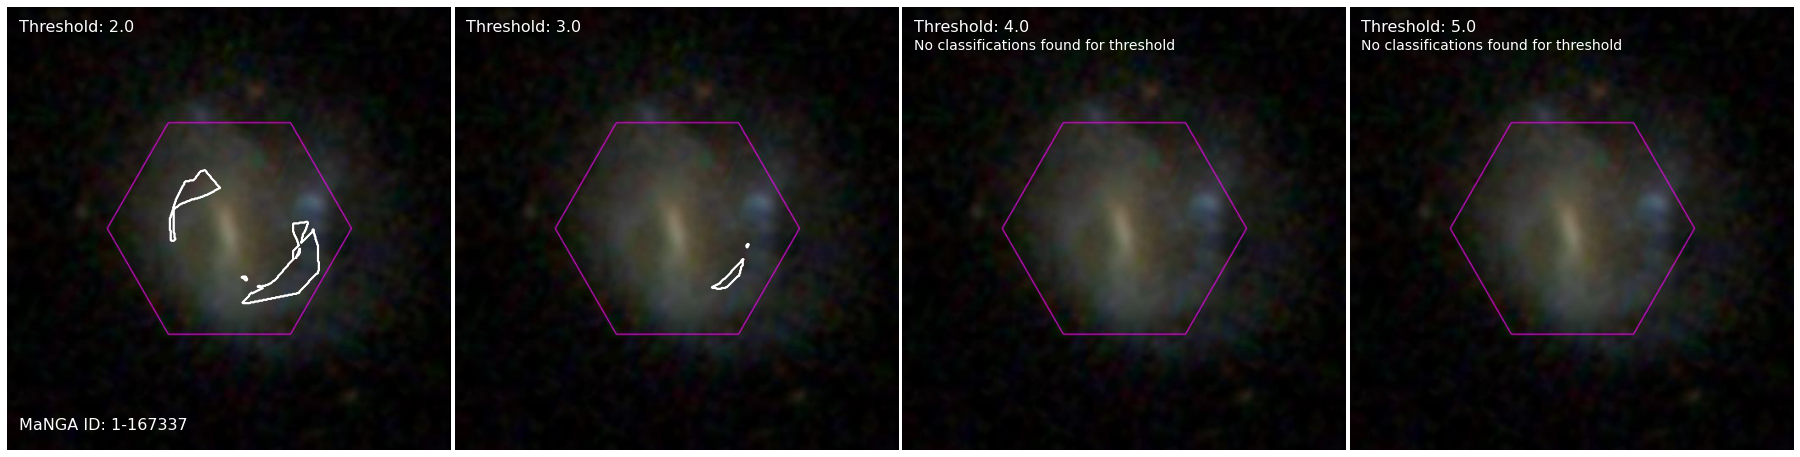 Threshold: 2.0
MaNGA ID: 1-167337
Threshold: 3.0
Threshold: 4.0
No classifications found for threshold
Threshold: 5.0
No classifications found for threshold